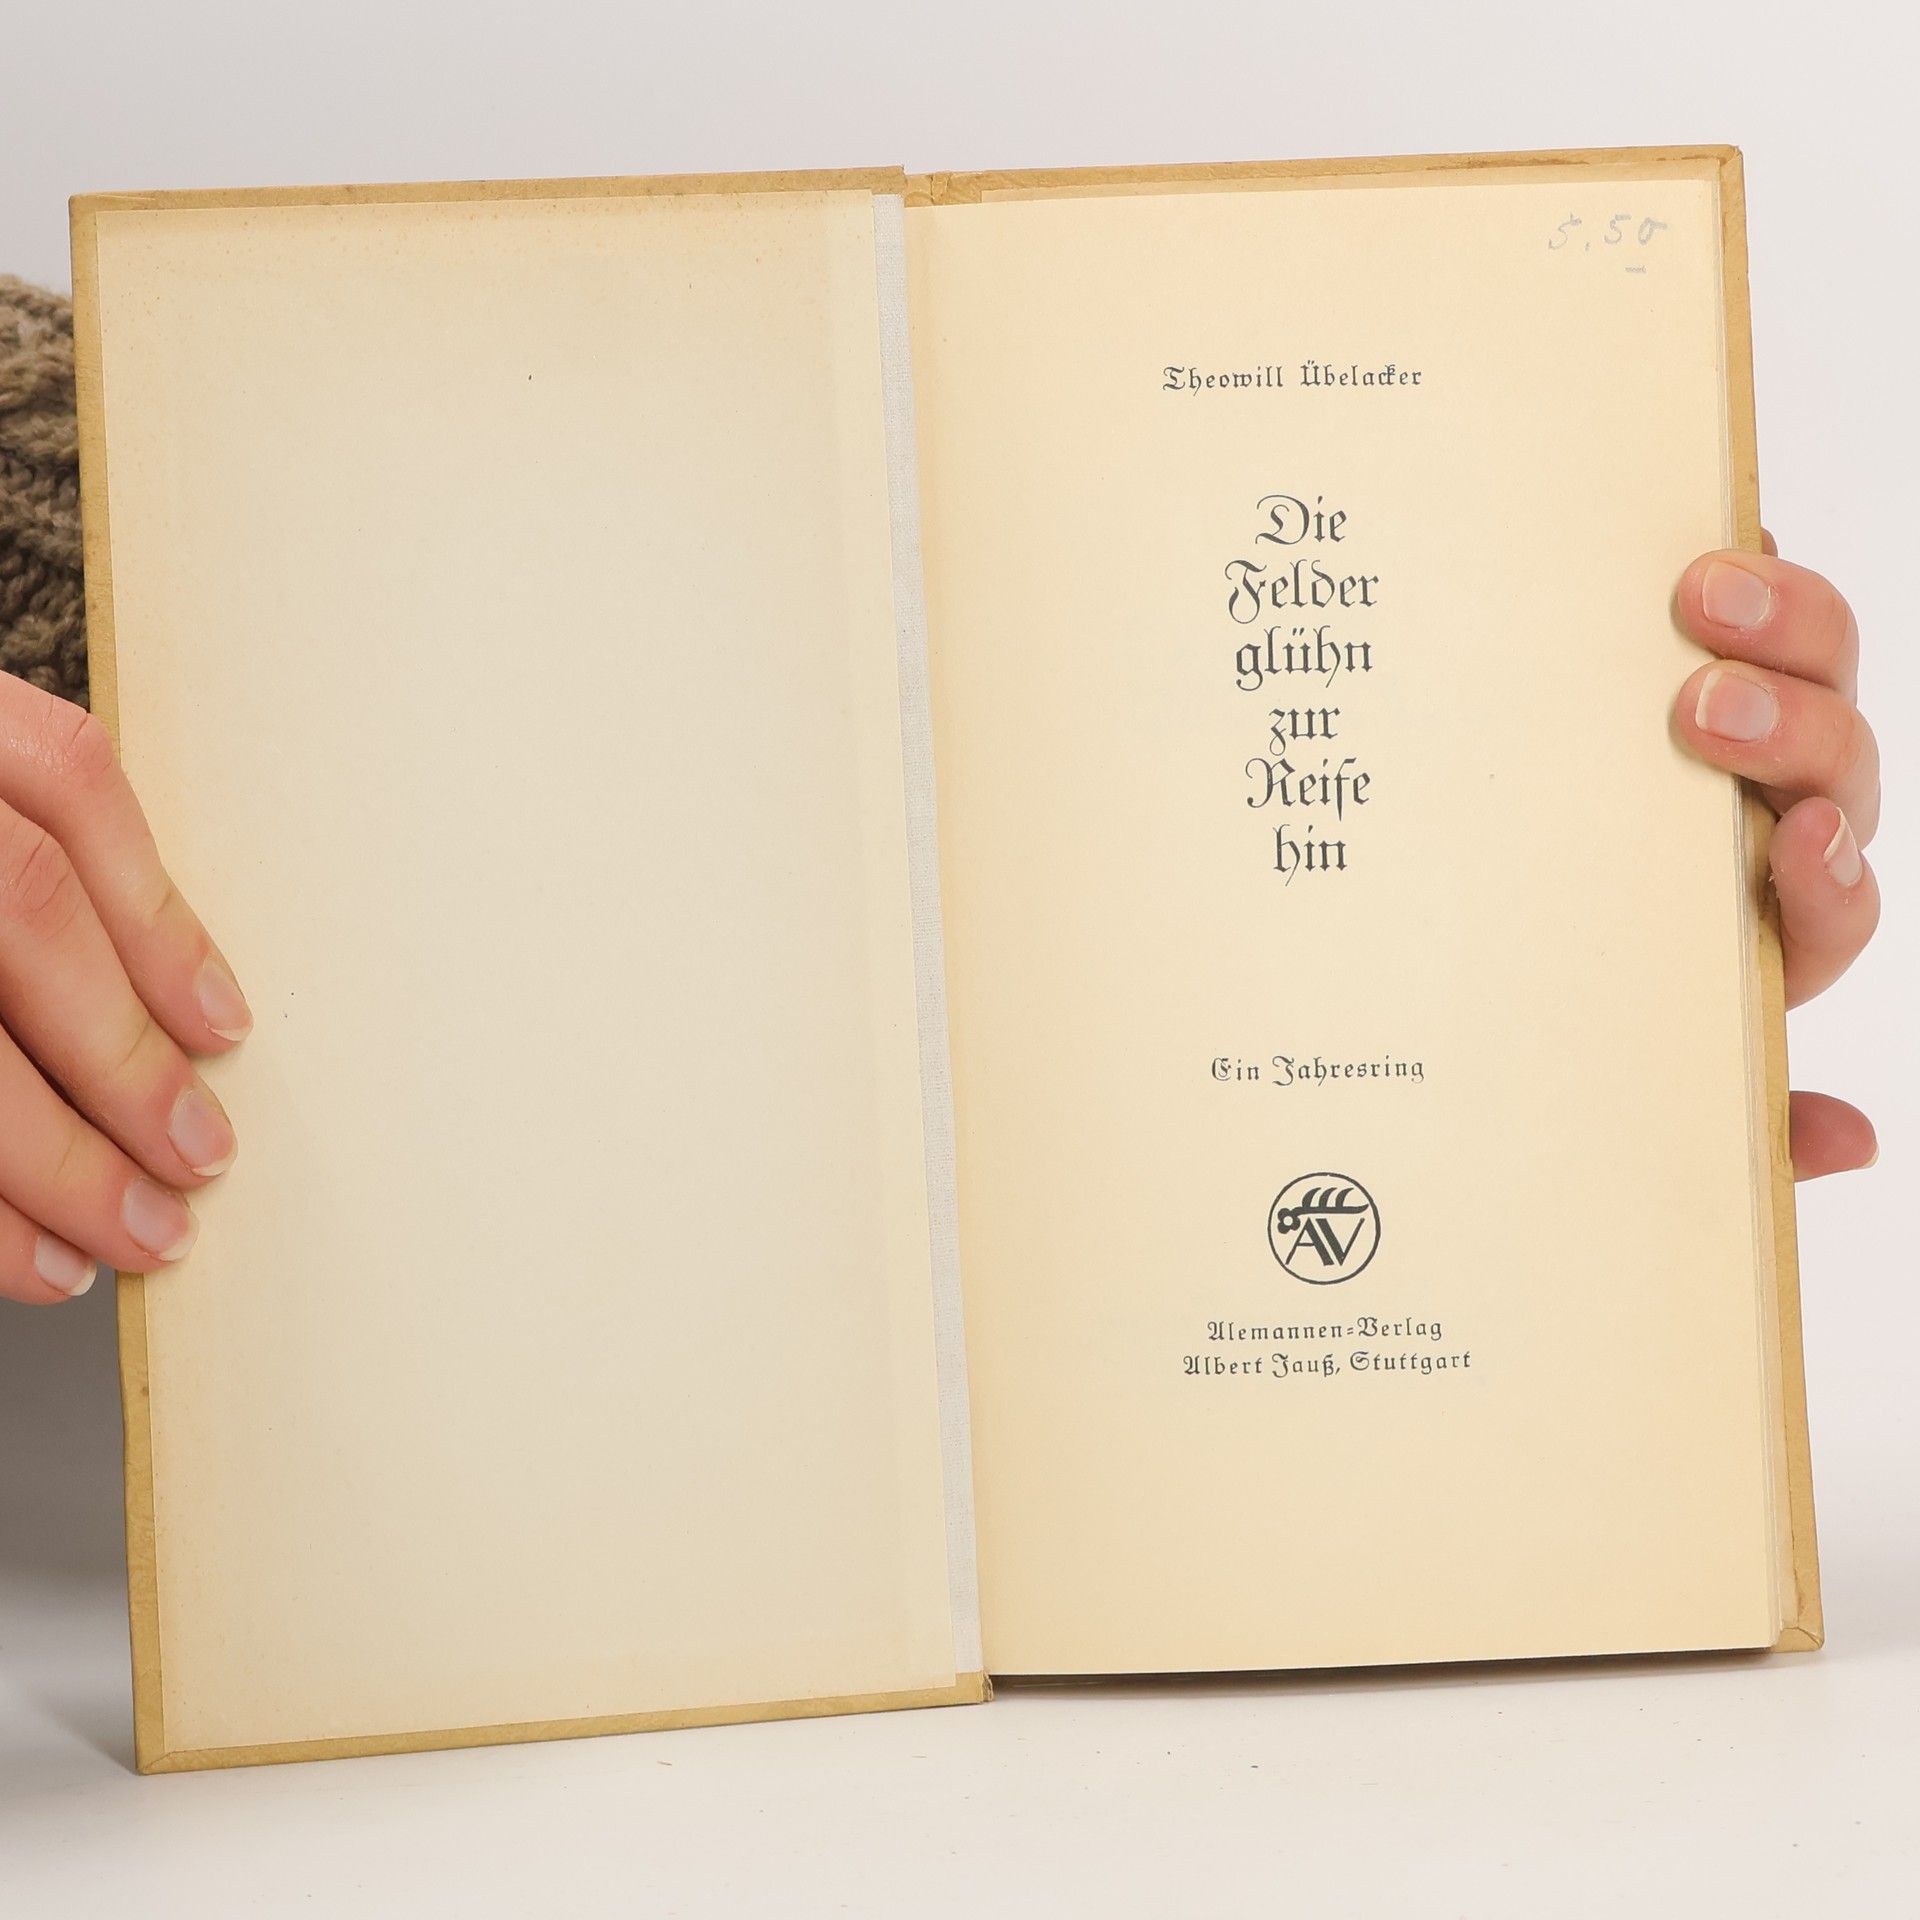 5.50
Theowill Übelacker
Die
Felder
glühn
zur
Reife
hin
Ein Jahresring
AV
Alemannen=Verlag
Albert Jauß, Stuttgart